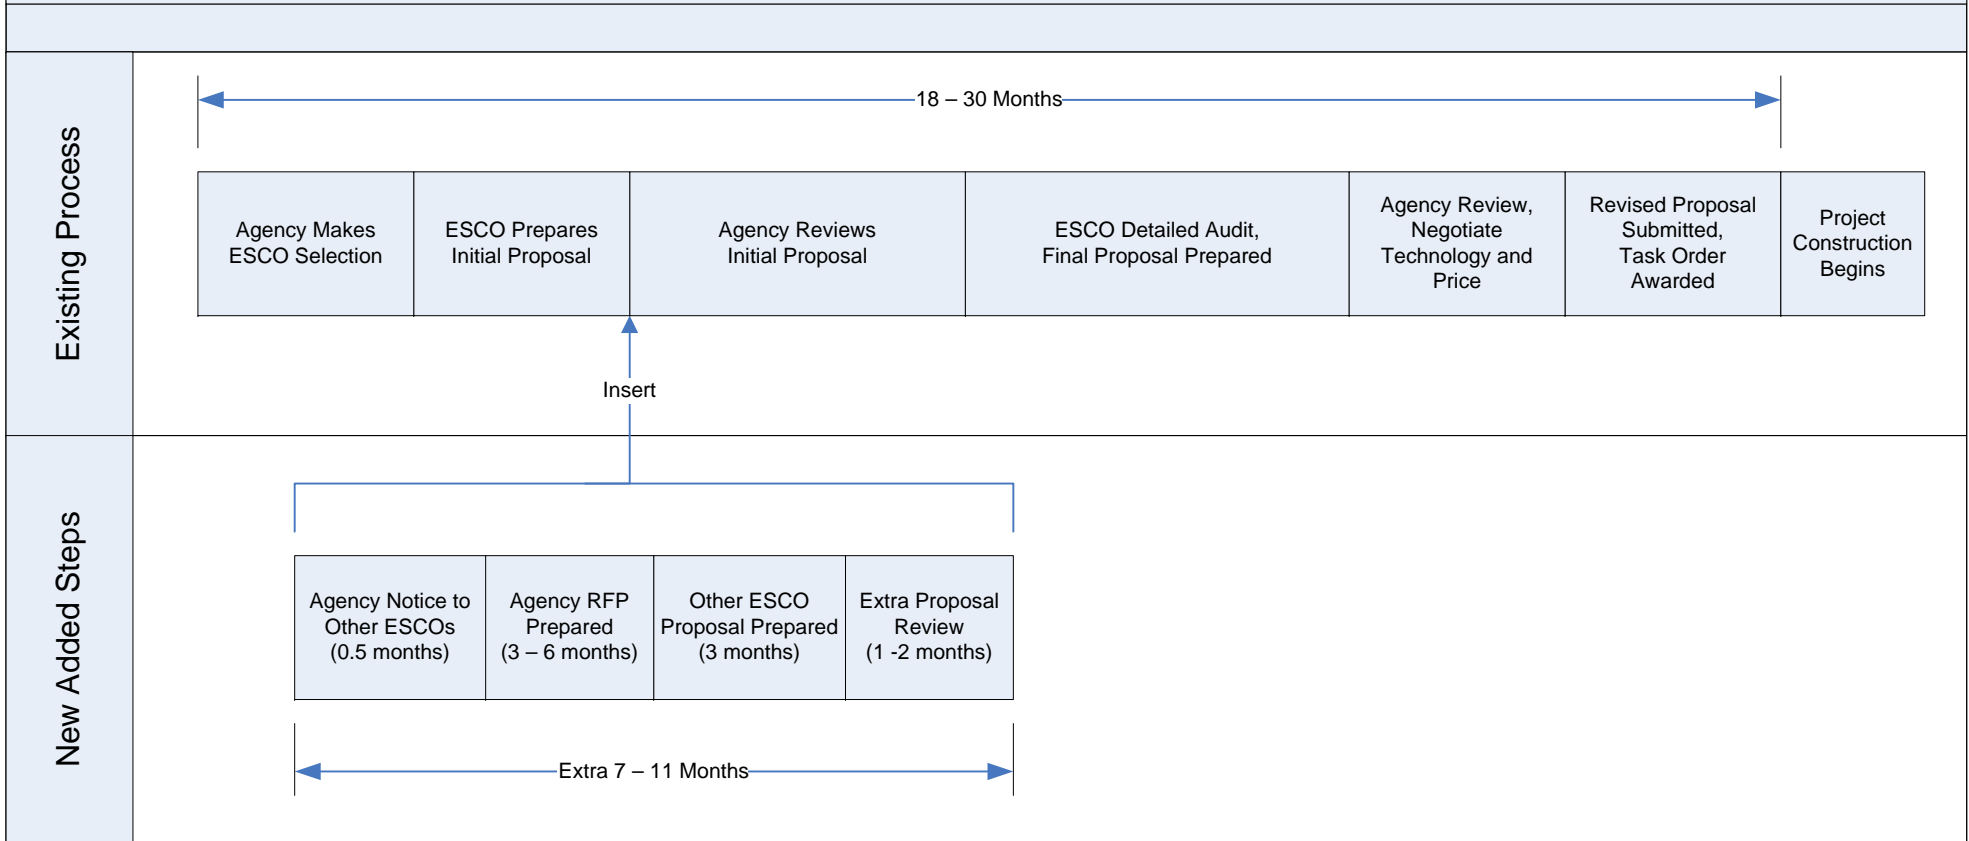 Existing Process
18 – 30 Months
Agency Makes
ESCO Selection
ESCO Prepares
Initial Proposal
Agency Reviews
Initial Proposal
ESCO Detailed Audit,
Final Proposal Prepared
Agency Review,
Negotiate
Technology and
Price
Revised Proposal
Submitted,
Task Order
Awarded
Project
Construction
Begins
Insert
New Added Steps
Agency Notice to
Other ESCOs
(0.5 months)
Agency RFP
Prepared
(3 – 6 months)
Other ESCO
Proposal Prepared
(3 months)
Extra Proposal
Review
(1 -2 months)
Extra 7 – 11 Months